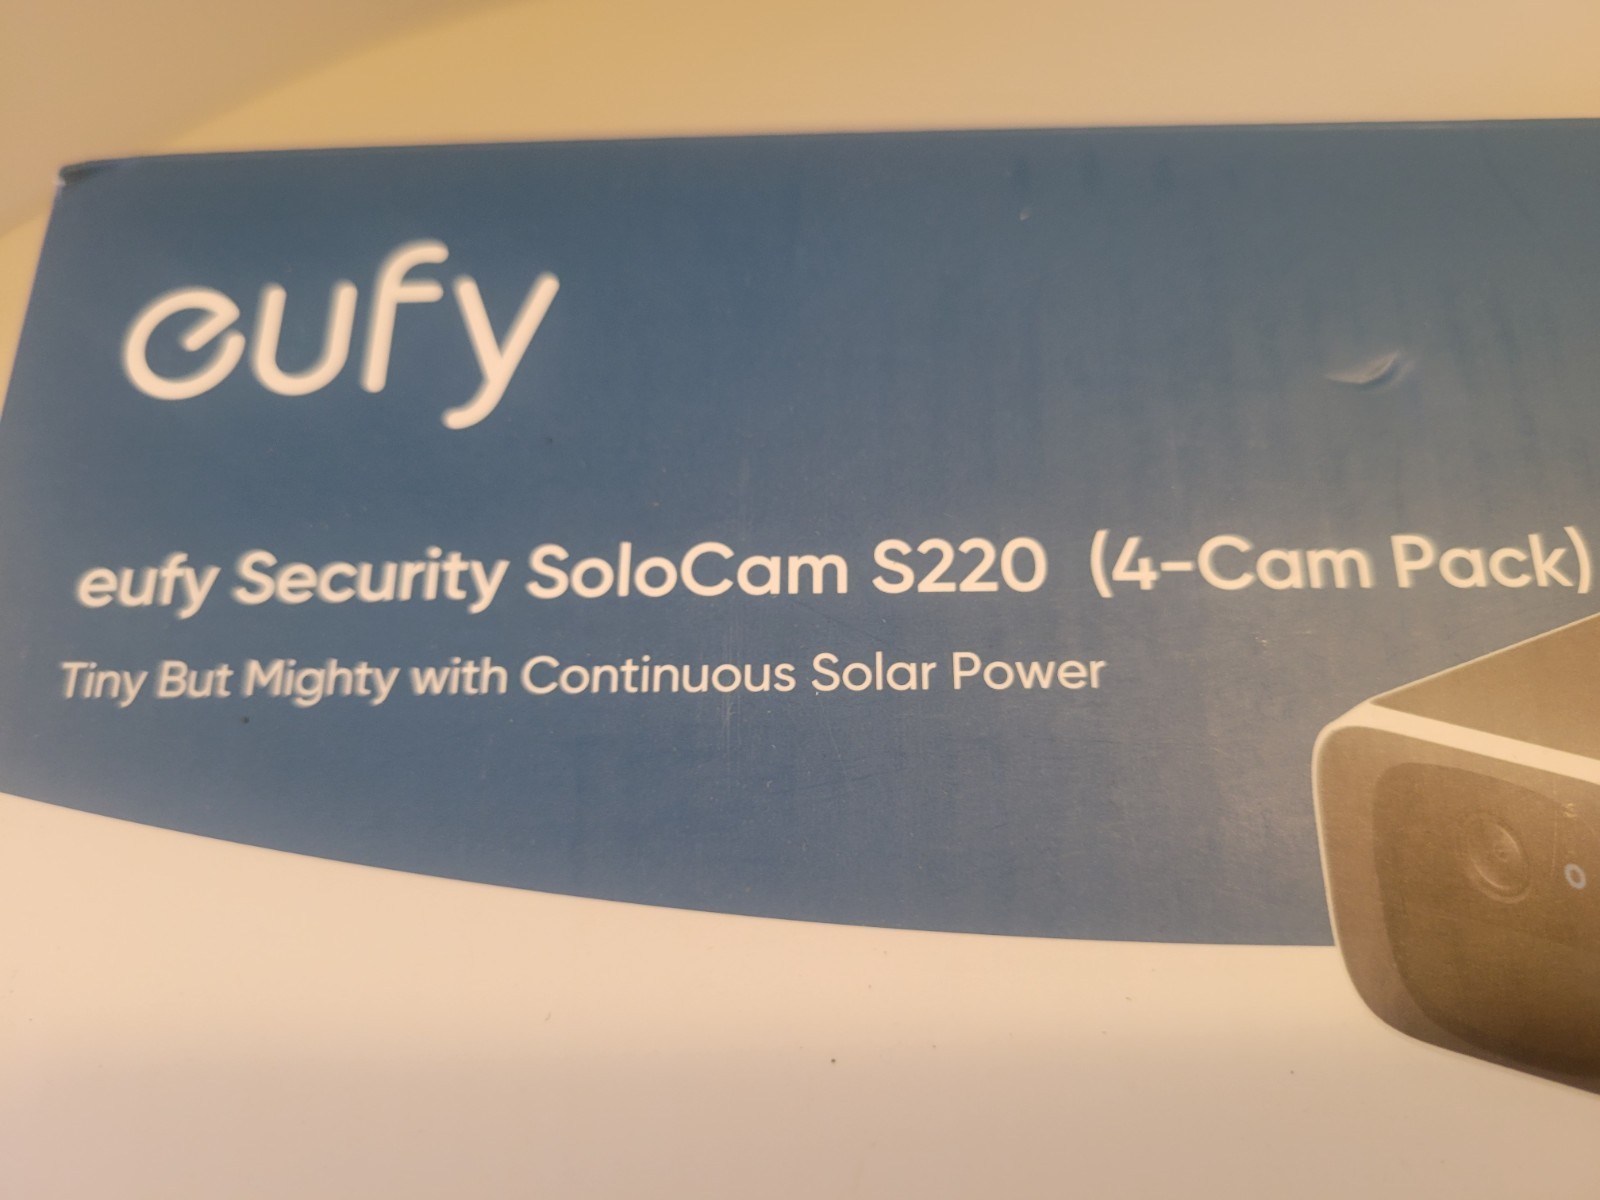 eufy
eufy Security SoloCam S220 (4-Cam Pack)
Tiny But Mighty with Continuous Solar Power